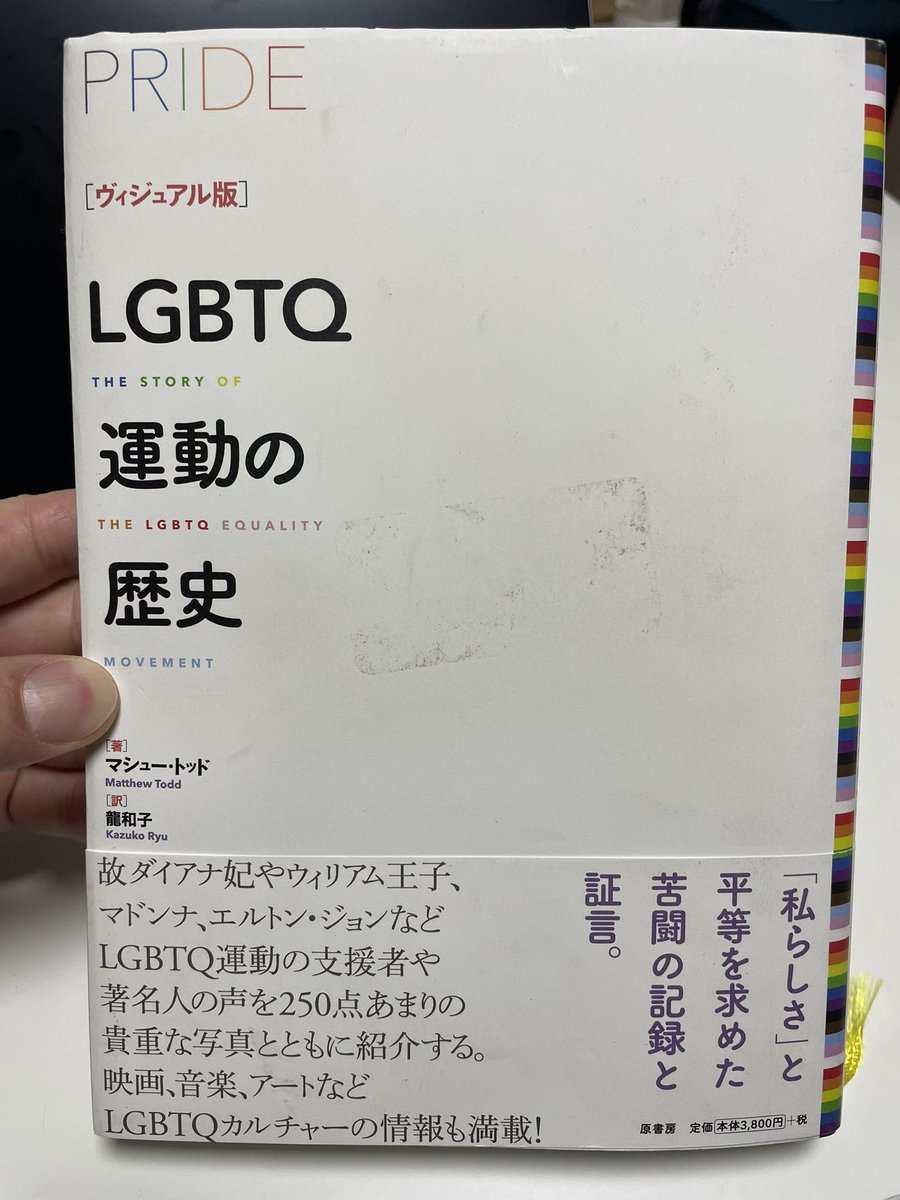 PRIDE
［ヴィジュアル版］
LGBTQ
THE STORY OF
運動の
THE LGBTQ EQUALITY
歴史
MOVEMENT
［著］
マシュー・トッド
Matthew Todd
［訳］
龍和子
Kazuko Ryu
「私らしさ」と
平等を求めた
苦闘の記録と
証言。
故ダイアナ妃やウィリアム王子、
マドンナ、エルトン・ジョンなど
LGBTQ運動の支援者や
著名人の声を250点あまりの
貴重な写真とともに紹介する。
映画、音楽、アートなど
LGBTQカルチャーの情報も満載!
原書房 定価 本体3,800円+税